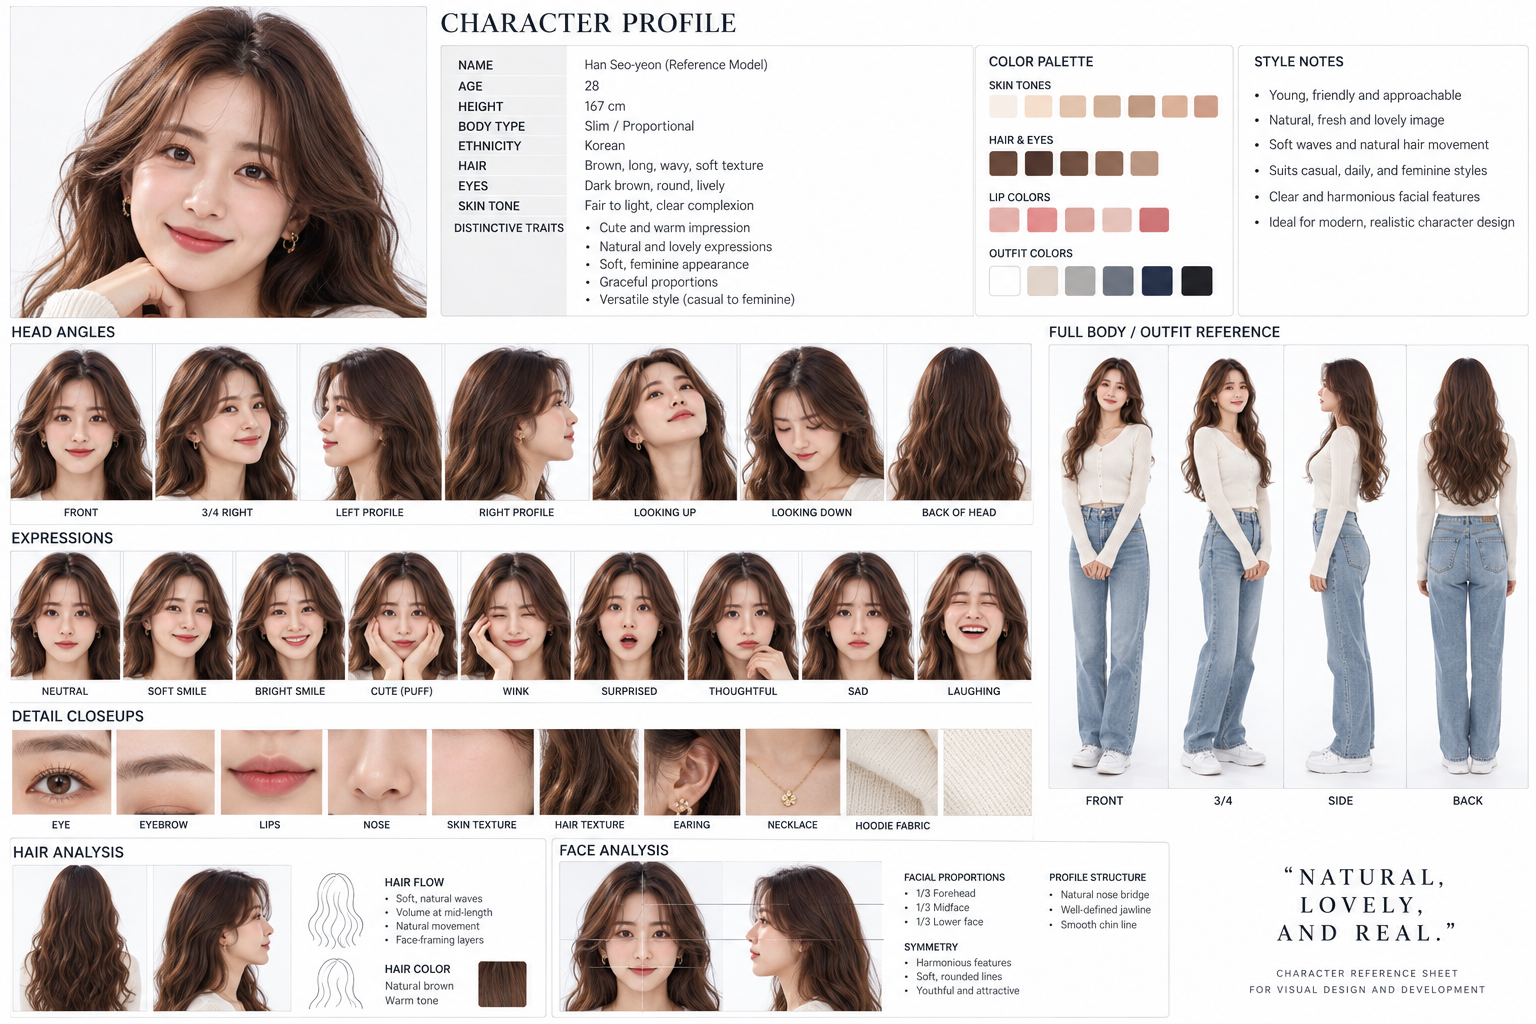 CHARACTER PROFILE
NAME Han Seo-yeon (Reference Model)
AGE 28
HEIGHT 167 cm
BODY TYPE Slim / Proportional
ETHNICITY Korean
HAIR Brown, long, wavy, soft texture
EYES Dark brown, round, lively
SKIN TONE Fair to light, clear complexion
DISTINCTIVE TRAITS • Cute and warm impression
• Natural and lovely expressions
• Soft, feminine appearance
• Graceful proportions
• Versatile style (casual to feminine)
COLOR PALETTE
SKIN TONES
HAIR & EYES
LIP COLORS
OUTFIT COLORS
STYLE NOTES
• Young, friendly and approachable
• Natural, fresh and lovely image
• Soft waves and natural hair movement
• Suits casual, daily, and feminine styles
• Clear and harmonious facial features
• Ideal for modern, realistic character design
HEAD ANGLES
FRONT
3/4 RIGHT
LEFT PROFILE
RIGHT PROFILE
LOOKING UP
LOOKING DOWN
BACK OF HEAD
FULL BODY / OUTFIT REFERENCE
FRONT
3/4
SIDE
BACK
EXPRESSIONS
NEUTRAL
SOFT SMILE
BRIGHT SMILE
CUTE (PUFF)
WINK
SURPRISED
THOUGHTFUL
SAD
LAUGHING
DETAIL CLOSEUPS
EYE
EYEBROW
LIPS
NOSE
SKIN TEXTURE
HAIR TEXTURE
EARING
NECKLACE
HOODIE FABRIC
HAIR ANALYSIS
HAIR FLOW
• Soft, natural waves
• Volume at mid-length
• Natural movement
• Face-framing layers
HAIR COLOR
Natural brown
Warm tone
FACE ANALYSIS
FACIAL PROPORTIONS
• 1/3 Forehead
• 1/3 Midface
• 1/3 Lower face
SYMMETRY
• Harmonious features
• Soft, rounded lines
• Youthful and attractive
PROFILE STRUCTURE
• Natural nose bridge
• Well-defined jawline
• Smooth chin line
“NATURAL,
LOVELY,
AND REAL.”
CHARACTER REFERENCE SHEET
FOR VISUAL DESIGN AND DEVELOPMENT